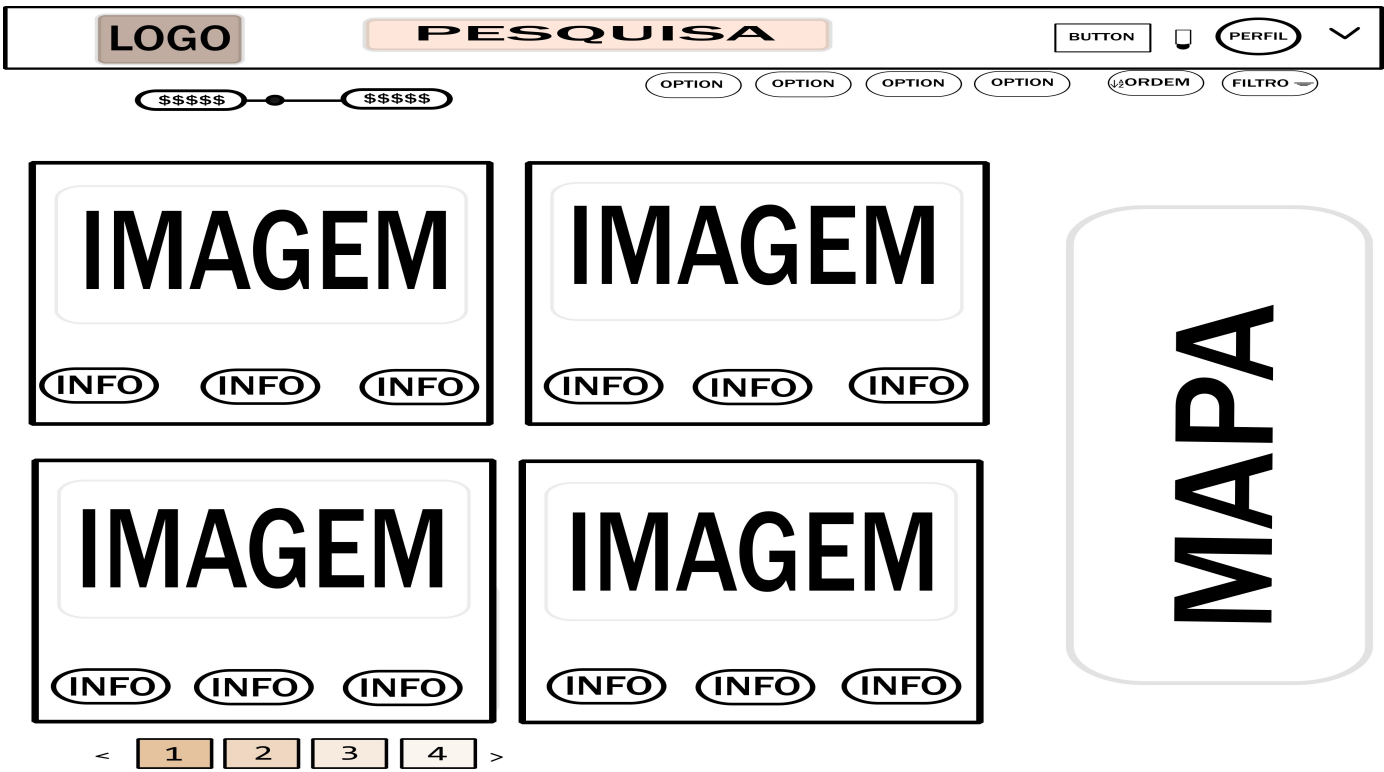 LOGO PESQUISA BUTTON PERFIL
$$$$$ $$$$$ OPTION OPTION OPTION OPTION ORDEM FILTRO
IMAGEM IMAGEM
INFO INFO INFO INFO INFO INFO
MAPA
IMAGEM IMAGEM
INFO INFO INFO INFO INFO INFO
< 1 2 3 4 >